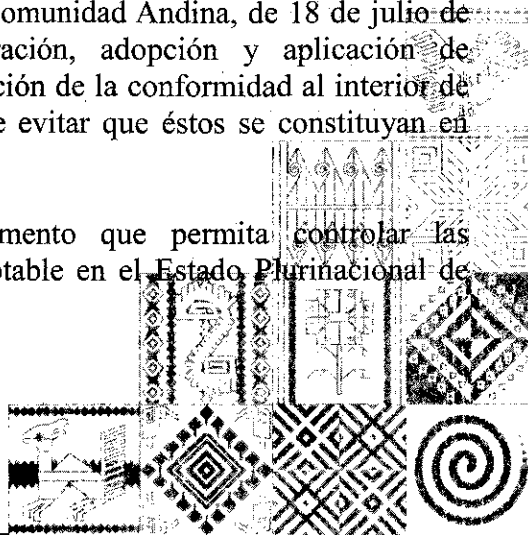 omunidad Andina, de 18 de julio de
ración, adopción y aplicación de
ción de la conformidad al interior de
e evitar que éstos se constituyan en
mento que permita controlar las
otable en el Estado Plurinacional de